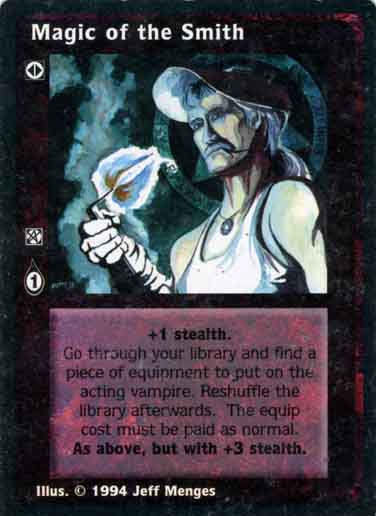 Magic of the Smith
1
+1 stealth.
Go through your library and find a
piece of equipment to put on the
acting vampire. Reshuffle the
library afterwards. The equip
cost must be paid as normal.
As above, but with +3 stealth.
Illus. © 1994 Jeff Menges